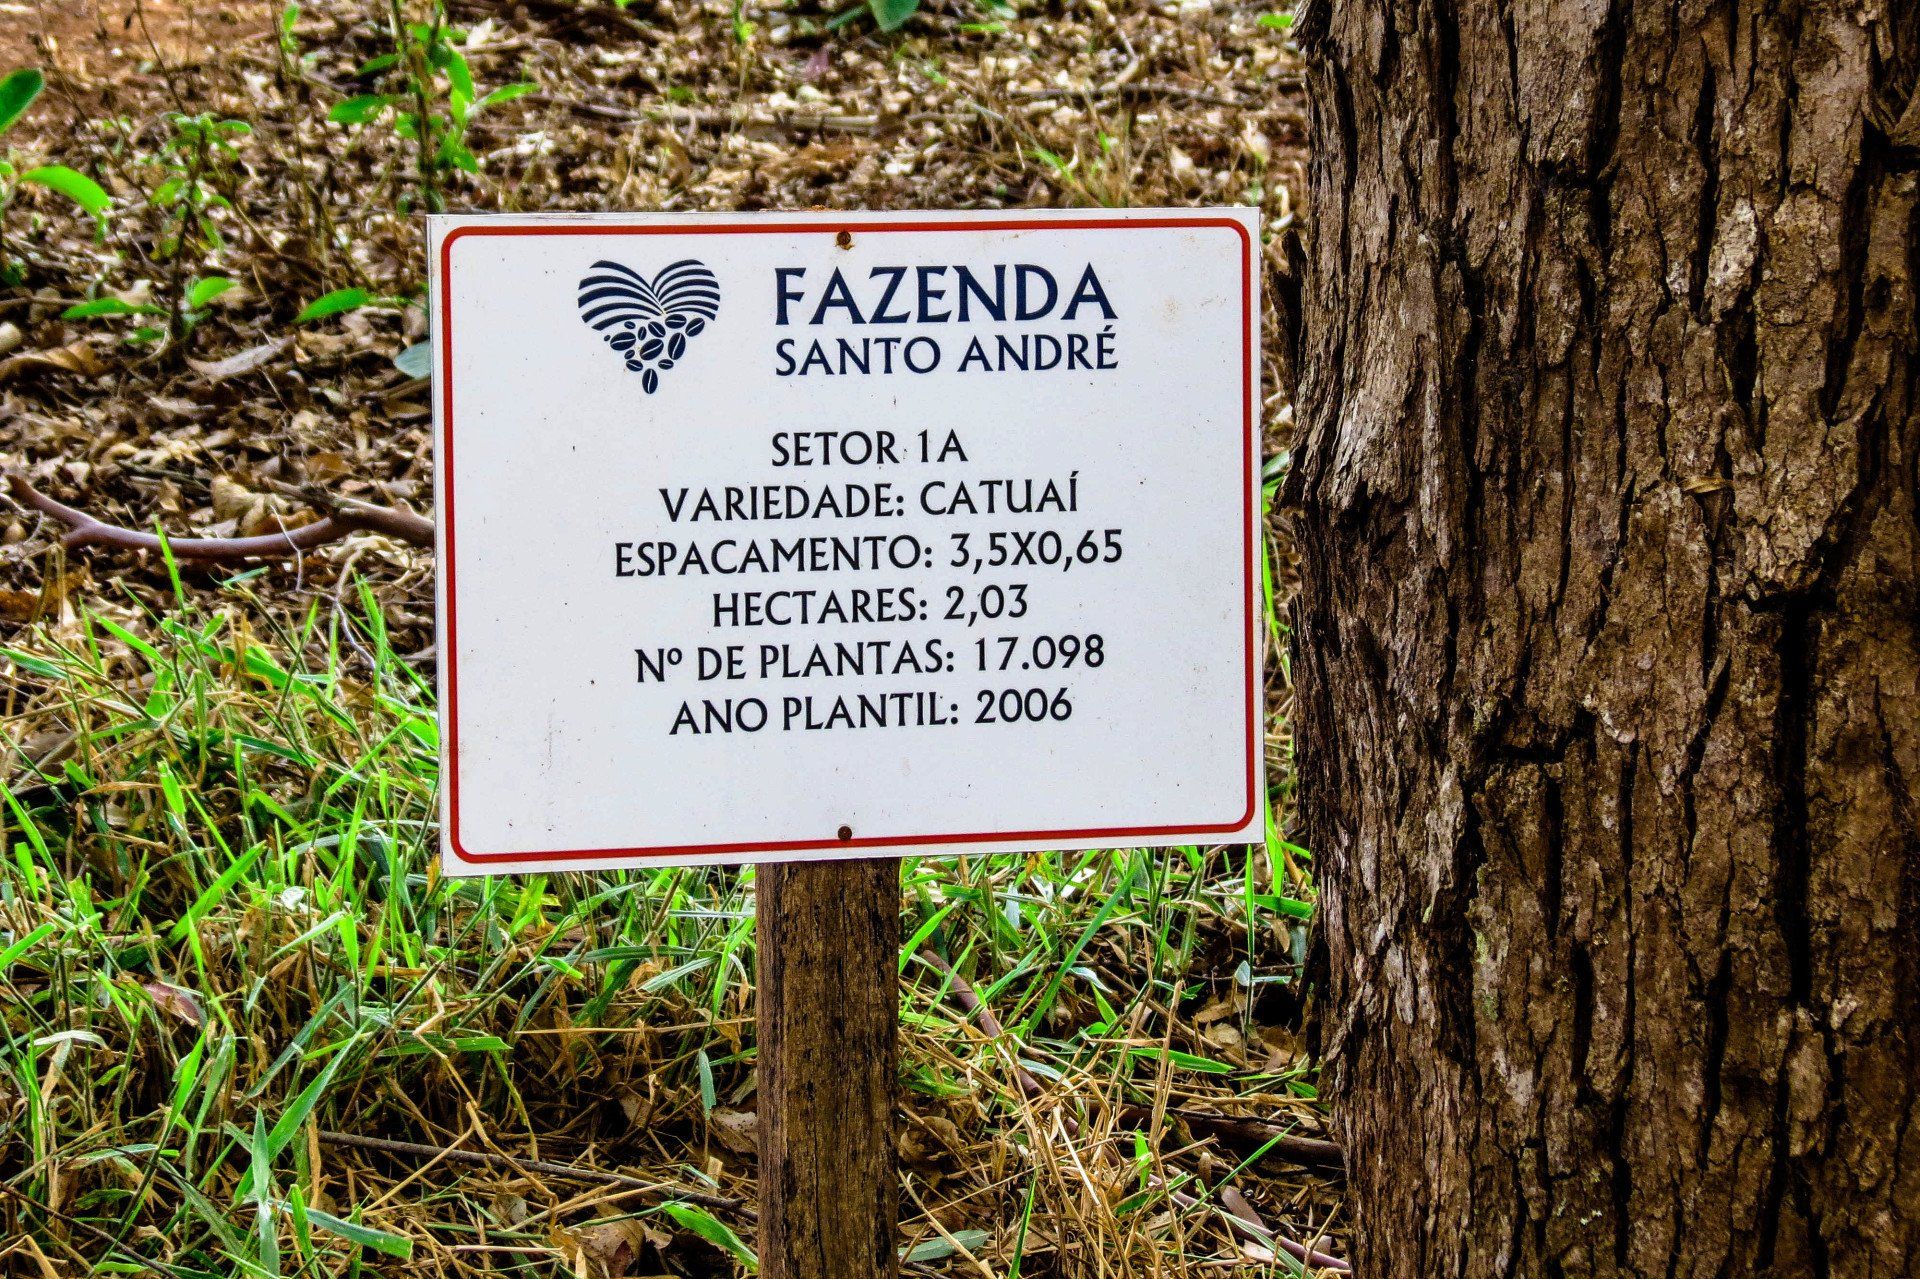 FAZENDA
SANTO ANDRÉ
SETOR 1A
VARIEDADE: CATUAÍ
ESPACAMENTO: 3,5X0,65
HECTARES: 2,03
Nº DE PLANTAS: 17.098
ANO PLANTIL: 2006